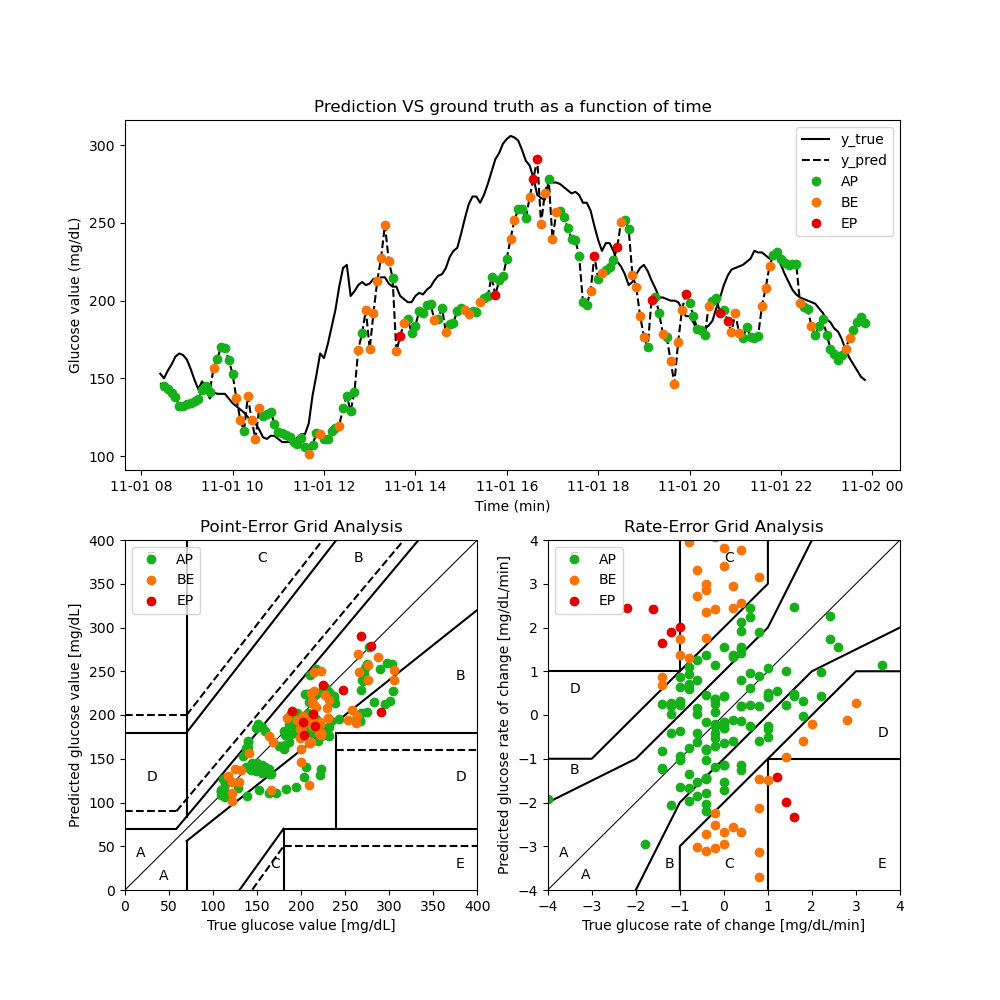 Prediction VS ground truth as a function of time
Glucose value (mg/dL)
300
250
200
150
100
y_true
y_pred
AP
BE
EP
11-01 08 11-01 10 11-01 12 11-01 14 11-01 16 11-01 18 11-01 20 11-01 22 11-02 00
Time (min)
Point-Error Grid Analysis
Predicted glucose value [mg/dL]
400
350
300
250
200
150
100
50
0
AP
BE
EP
C
B
B
D
D
A
A
C
E
0 50 100 150 200 250 300 350 400
True glucose value [mg/dL]
Rate-Error Grid Analysis
Predicted glucose rate of change [mg/dL/min]
4
3
2
1
0
−1
−2
−3
−4
AP
BE
EP
C
D
D
B
A
A
B
C
E
−4 −3 −2 −1 0 1 2 3 4
True glucose rate of change [mg/dL/min]